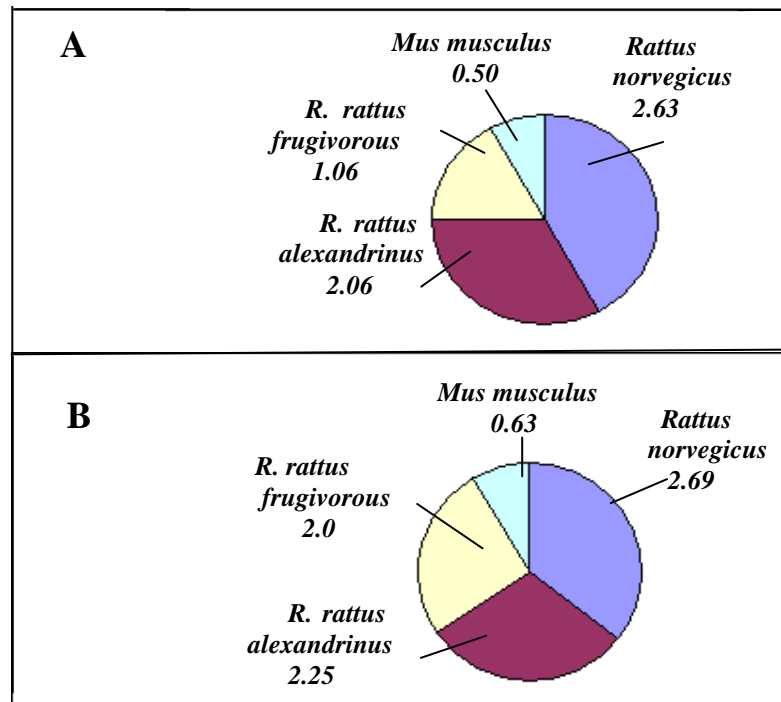 A
Mus musculus
0.50
Rattus
norvegicus
2.63
R. rattus
frugivorous
1.06
R. rattus
alexandrinus
2.06
B
Mus musculus
0.63
Rattus
norvegicus
2.69
R. rattus
frugivorous
2.0
R. rattus
alexandrinus
2.25